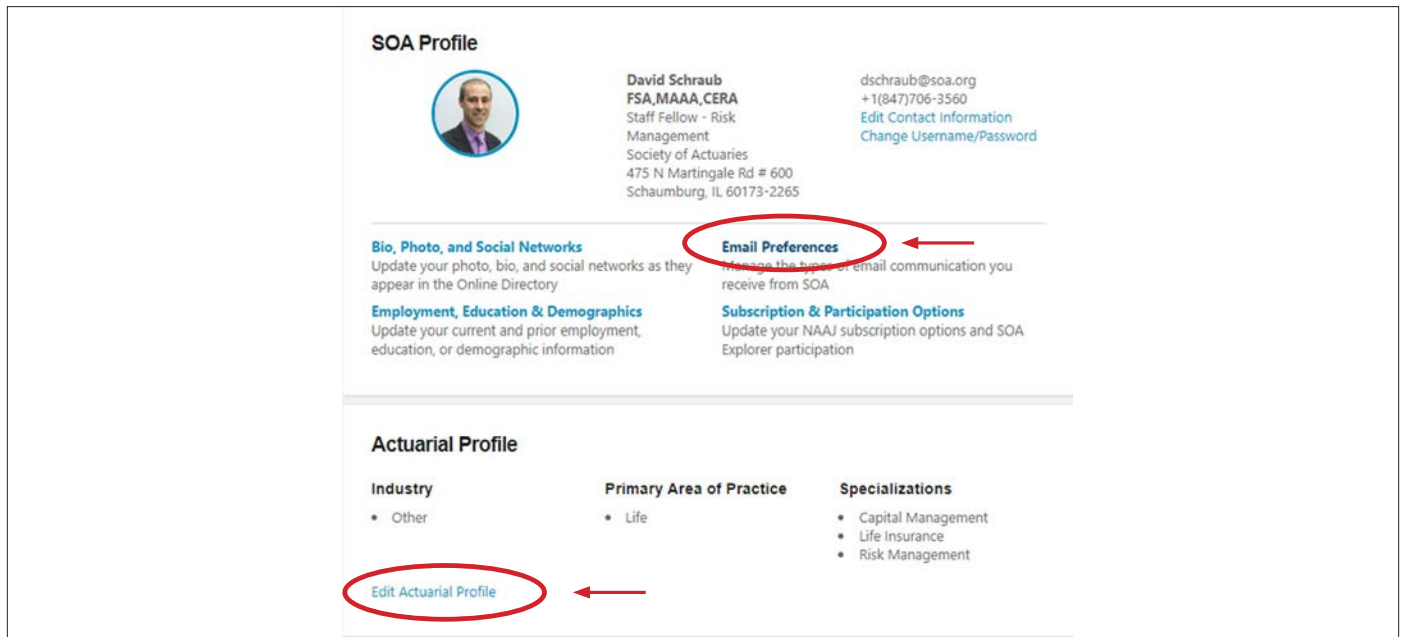 SOA Profile
David Schraub
FSA,MAAA,CERA
Staff Fellow - Risk
Management
Society of Actuaries
475 N Martingale Rd # 600
Schaumburg, IL 60173-2265
dschraub@soa.org
+1(847)706-3560
Edit Contact Information
Change Username/Password
Bio, Photo, and Social Networks
Update your photo, bio, and social networks as they
appear in the Online Directory
Email Preferences
Manage the types of email communication you
receive from SOA
Employment, Education & Demographics
Update your current and prior employment,
education, or demographic information
Subscription & Participation Options
Update your NAAJ subscription options and SOA
Explorer participation
Actuarial Profile
Industry
• Other
Primary Area of Practice
• Life
Specializations
• Capital Management
• Life Insurance
• Risk Management
Edit Actuarial Profile